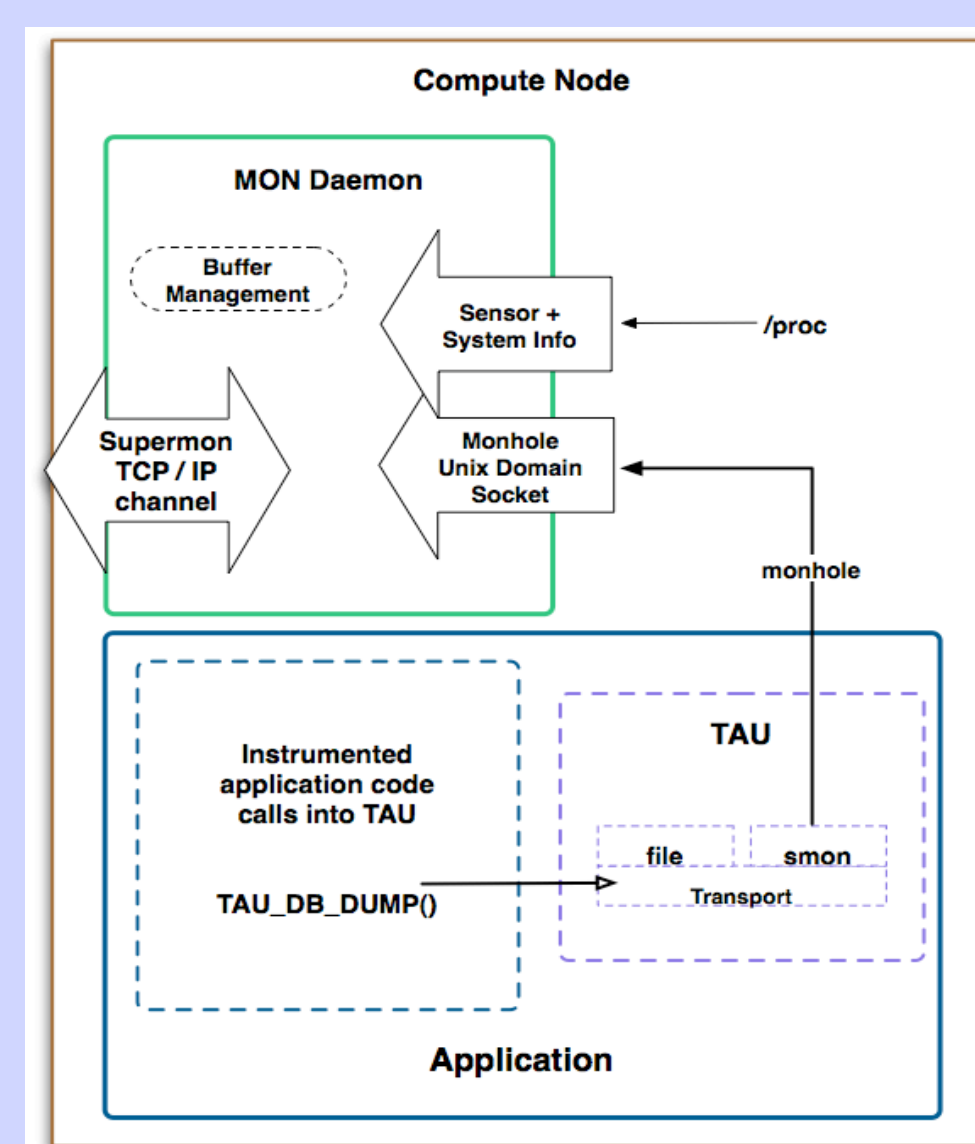 Compute Node
MON Daemon
Buffer
Management
Sensor +
System Info
/proc
Supermon
TCP / IP
channel
Monhole
Unix Domain
Socket
monhole
Instrumented
application code
calls into TAU
TAU_DB_DUMP()
TAU
file
smon
Transport
Application